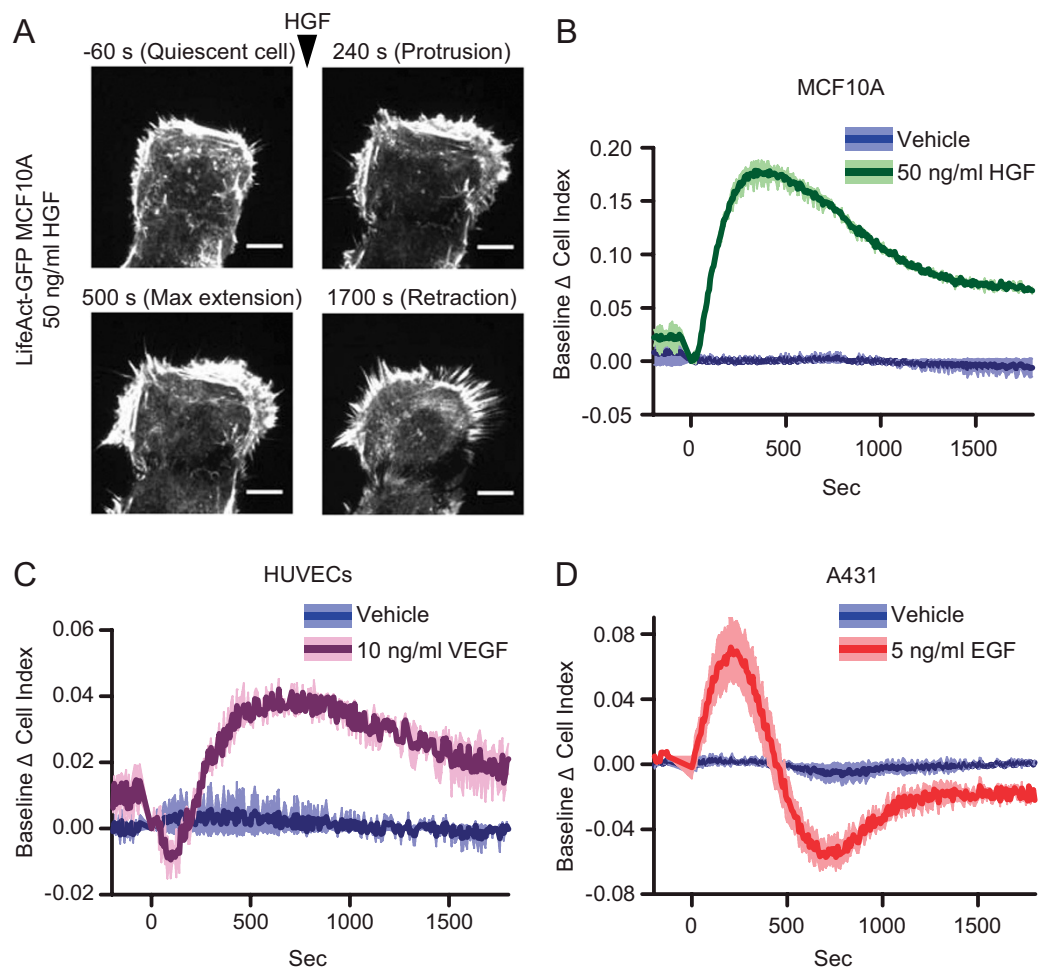 A
HGF
-60 s (Quiescent cell)
240 s (Protrusion)
500 s (Max extension)
1700 s (Retraction)
LifeAct-GFP MCF10A
50 ng/ml HGF
B
MCF10A
Vehicle
50 ng/ml HGF
Baseline Δ Cell Index
0.20
0.15
0.10
0.05
0.00
-0.05
0 500 1000 1500
Sec
C
HUVECs
Vehicle
10 ng/ml VEGF
Baseline Δ Cell Index
0.06
0.04
0.02
0.00
-0.02
0 500 1000 1500
Sec
D
A431
Vehicle
5 ng/ml EGF
Baseline Δ Cell Index
0.08
0.04
0.00
-0.04
-0.08
0 500 1000 1500
Sec